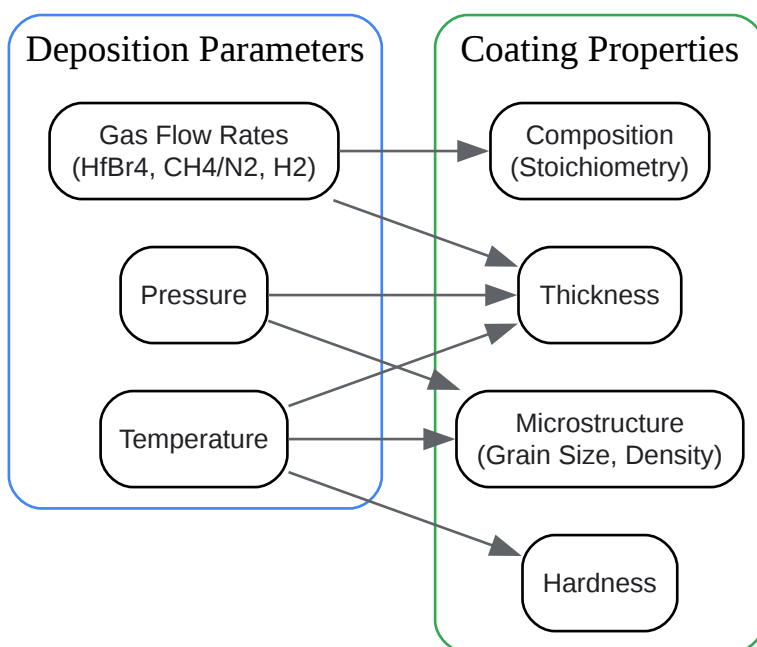 Deposition Parameters
Gas Flow Rates
(HfBr4, CH4/N2, H2)
Pressure
Temperature
Coating Properties
Composition
(Stoichiometry)
Thickness
Microstructure
(Grain Size, Density)
Hardness